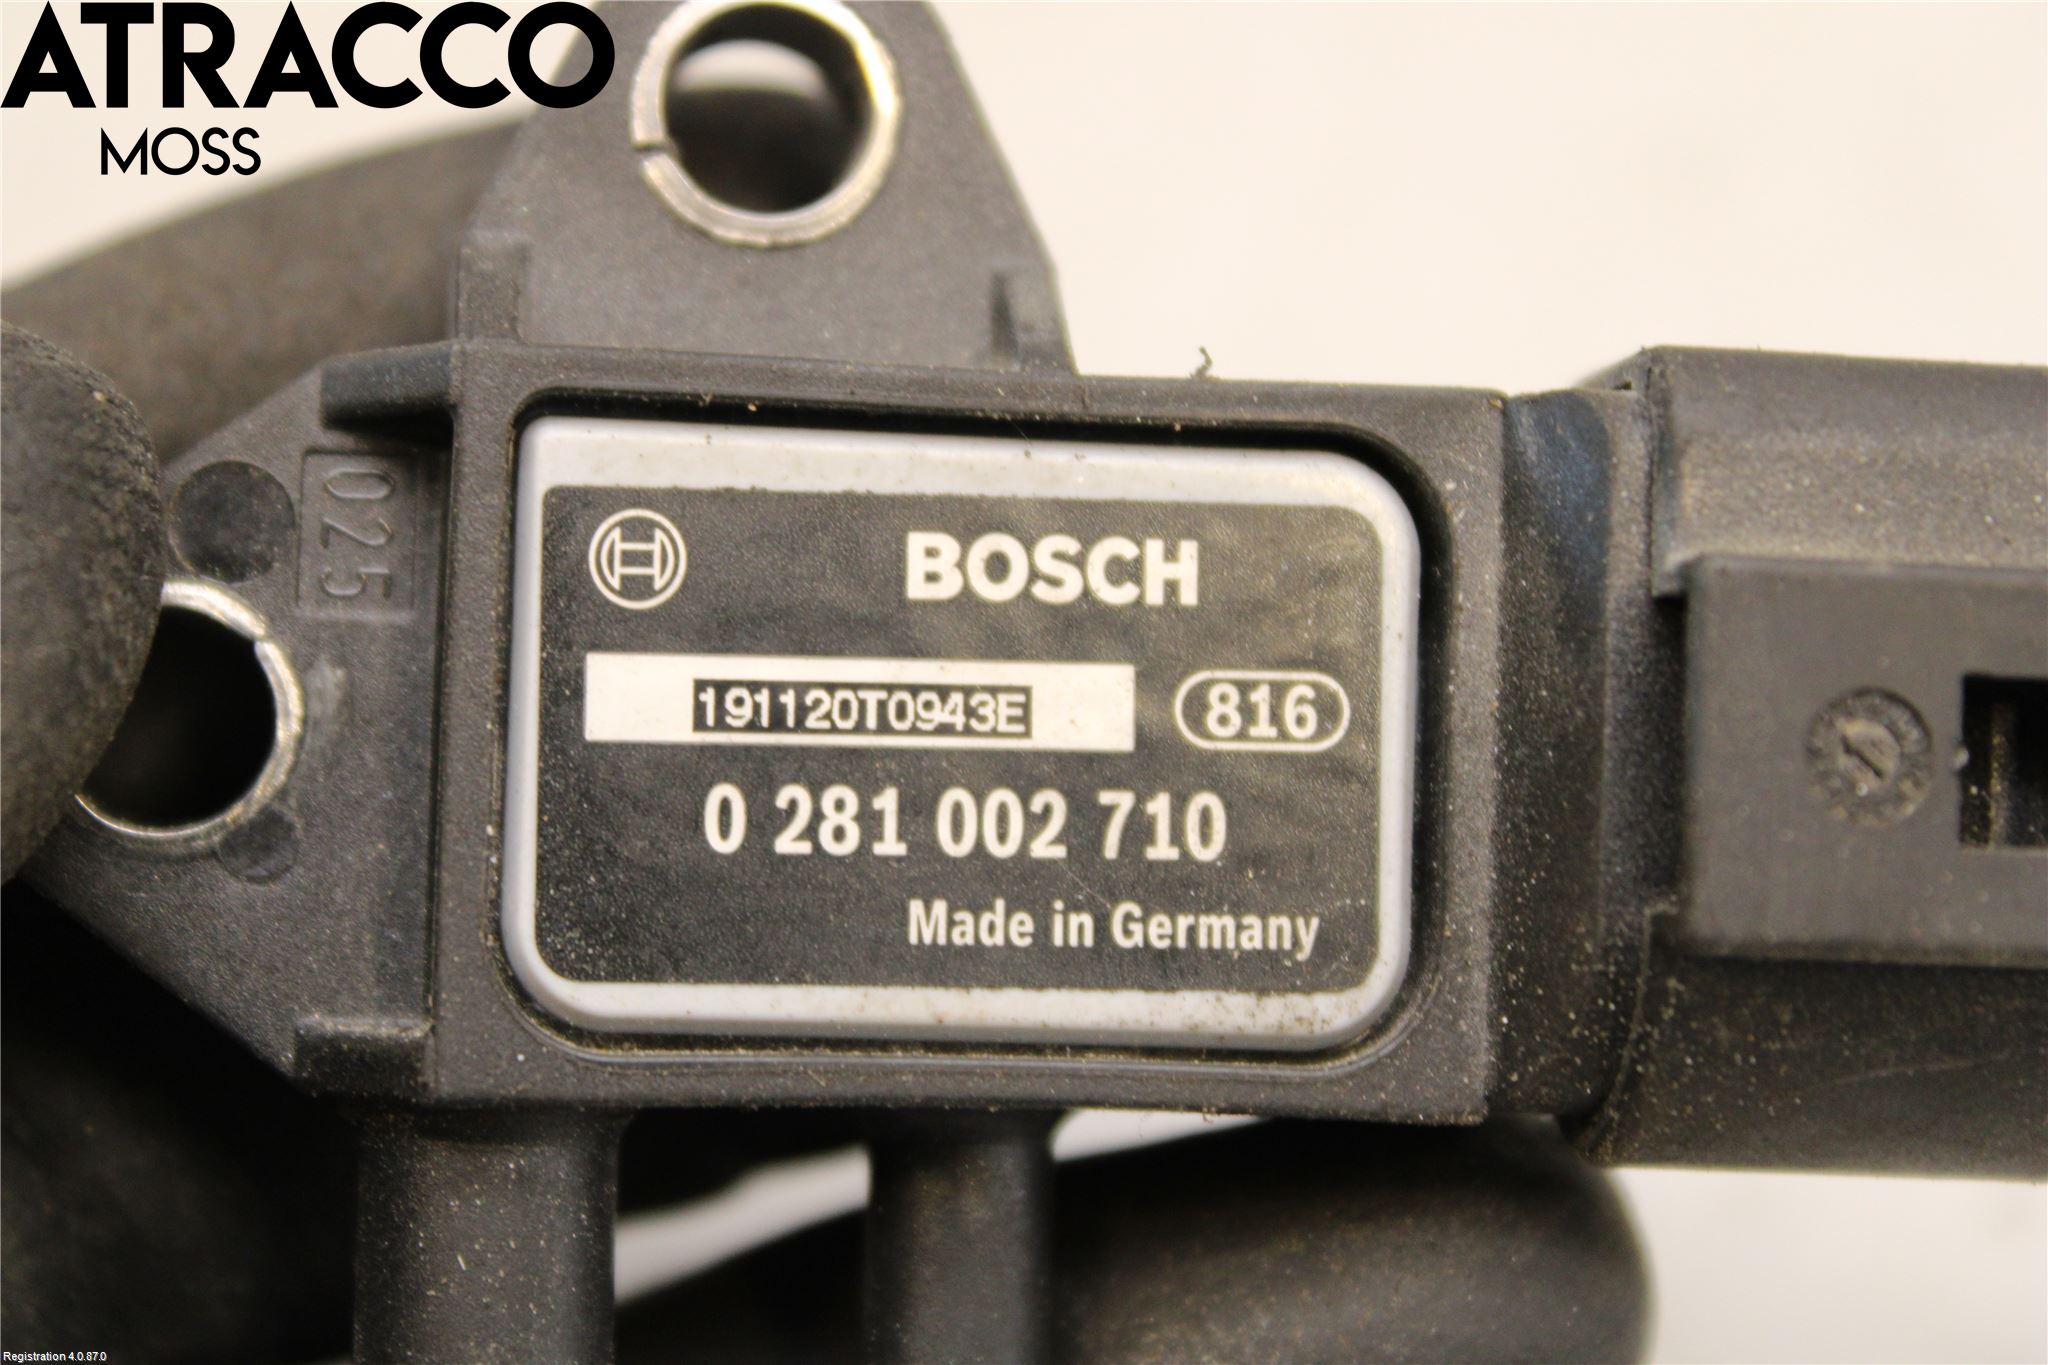 ATRACCO
MOSS
025
BOSCH
191120T0943E
816
0 281 002 710
Made in Germany
Registration 4.0.87.0